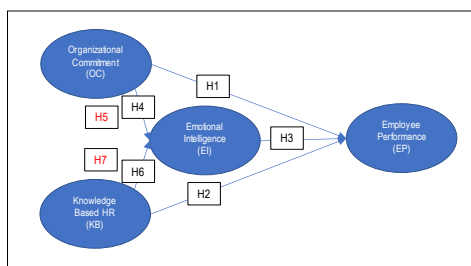 Organizational
Commitment
(OC)
H1
H5
H4
Emotional
Intelligence
(EI)
H3
Employee
Performance
(EP)
H7
H6
H2
Knowledge
Based HR
(KB)